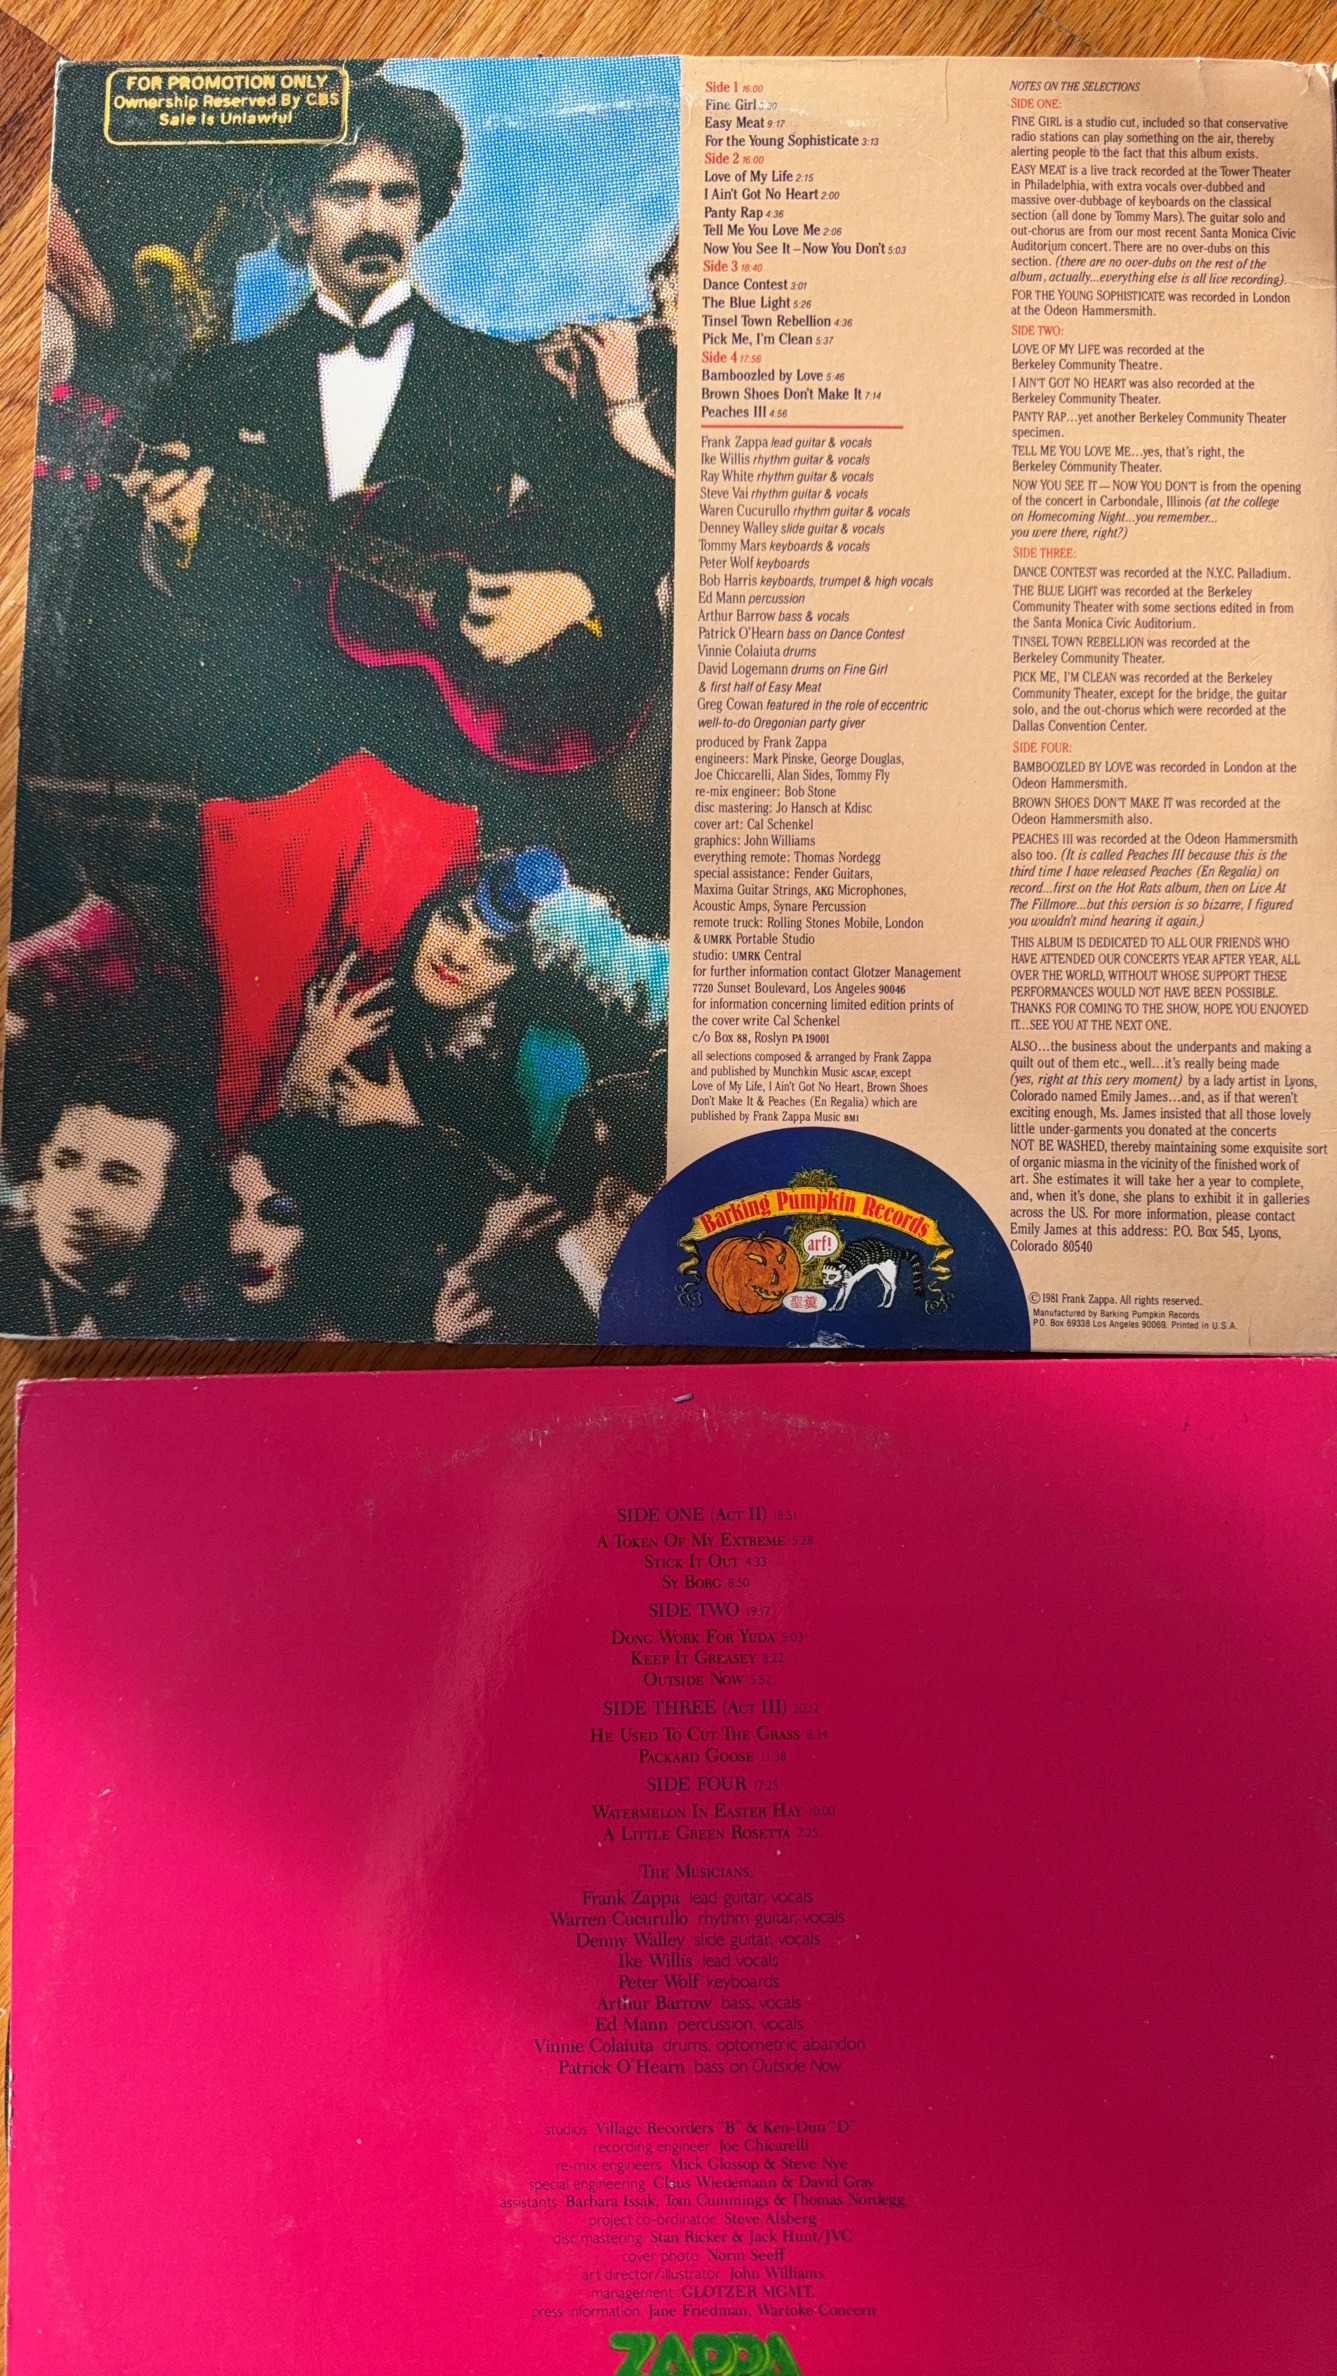 FOR PROMOTION ONLY
Ownership Reserved By CBS
Sale Is Unlawful
Side 1 16:00
Fine Girl 3:30
Easy Meat 9:17
For the Young Sophisticate 3:13
Side 2 16:00
Love of My Life 2:15
I Ain't Got No Heart 2:00
Panty Rap 4:36
Tell Me You Love Me 2:06
Now You See It–Now You Don't 5:03
Side 3 18:40
Dance Contest 3:01
The Blue Light 5:26
Tinsel Town Rebellion 4:36
Pick Me, I'm Clean 5:37
Side 4 17:56
Bamboozled by Love 5:46
Brown Shoes Don't Make It 7:14
Peaches III 4:56
Frank Zappa lead guitar & vocals
Ike Willis rhythm guitar & vocals
Ray White rhythm guitar & vocals
Steve Vai rhythm guitar & vocals
Waren Cucurullo rhythm guitar & vocals
Denney Walley slide guitar & vocals
Tommy Mars keyboards & vocals
Peter Wolf keyboards
Bob Harris keyboards, trumpet & high vocals
Ed Mann percussion
Arthur Barrow bass & vocals
Patrick O'Hearn bass on Dance Contest
Vinnie Colaiuta drums
David Logemann drums on Fine Girl
& first half of Easy Meat
Greg Cowan featured in the role of eccentric
well-to-do Oregonian party giver
produced by Frank Zappa
engineers: Mark Pinske, George Douglas,
Joe Chiccarelli, Alan Sides, Tommy Fly
re-mix engineer: Bob Stone
disc mastering: Jo Hansch at Kdisc
cover art: Cal Schenkel
graphics: John Williams
everything remote: Thomas Nordegg
special assistance: Fender Guitars,
Maxima Guitar Strings, AKG Microphones,
Acoustic Amps, Synare Percussion
remote truck: Rolling Stones Mobile, London
& UMRK Portable Studio
studio: UMRK Central
for further information contact Glotzer Management
7720 Sunset Boulevard, Los Angeles 90046
for information concerning limited edition prints of
the cover write Cal Schenkel
c/o Box 88, Roslyn PA 19001
all selections composed & arranged by Frank Zappa
and published by Munchkin Music ASCAP, except
Love of My Life, I Ain't Got No Heart, Brown Shoes
Don't Make It & Peaches (En Regalia) which are
published by Frank Zappa Music BMI
Barking Pumpkin Records
arf!
NOTES ON THE SELECTIONS
SIDE ONE:
FINE GIRL is a studio cut, included so that conservative
radio stations can play something on the air, thereby
alerting people to the fact that this album exists.
EASY MEAT is a live track recorded at the Tower Theater
in Philadelphia, with extra vocals over-dubbed and
massive over-dubbage of keyboards on the classical
section (all done by Tommy Mars). The guitar solo and
out-chorus are from our most recent Santa Monica Civic
Auditorium concert. There are no over-dubs on this
section. (there are no over-dubs on the rest of the
album, actually...everything else is all live recording).
FOR THE YOUNG SOPHISTICATE was recorded in London
at the Odeon Hammersmith.
SIDE TWO:
LOVE OF MY LIFE was recorded at the
Berkeley Community Theatre.
I AIN'T GOT NO HEART was also recorded at the
Berkeley Community Theater.
PANTY RAP...yet another Berkeley Community Theater
specimen.
TELL ME YOU LOVE ME...yes, that's right, the
Berkeley Community Theater.
NOW YOU SEE IT—NOW YOU DON'T is from the opening
of the concert in Carbondale, Illinois (at the college
on Homecoming Night...you remember...
you were there, right?)
SIDE THREE:
DANCE CONTEST was recorded at the N.Y.C. Palladium.
THE BLUE LIGHT was recorded at the Berkeley
Community Theater with some sections edited in from
the Santa Monica Civic Auditorium.
TINSEL TOWN REBELLION was recorded at the
Berkeley Community Theater.
PICK ME, I'M CLEAN was recorded at the Berkeley
Community Theater, except for the bridge, the guitar
solo, and the out-chorus which were recorded at the
Dallas Convention Center.
SIDE FOUR:
BAMBOOZLED BY LOVE was recorded in London at the
Odeon Hammersmith.
BROWN SHOES DON'T MAKE IT was recorded at the
Odeon Hammersmith also.
PEACHES III was recorded at the Odeon Hammersmith
also too. (It is called Peaches III because this is the
third time I have released Peaches (En Regalia) on
record...first on the Hot Rats album, then on Live At
The Fillmore...but this version is so bizarre, I figured
you wouldn't mind hearing it again.)
THIS ALBUM IS DEDICATED TO ALL OUR FRIENDS WHO
HAVE ATTENDED OUR CONCERTS YEAR AFTER YEAR, ALL
OVER THE WORLD, WITHOUT WHOSE SUPPORT THESE
PERFORMANCES WOULD NOT HAVE BEEN POSSIBLE.
THANKS FOR COMING TO THE SHOW, HOPE YOU ENJOYED
IT...SEE YOU AT THE NEXT ONE.
ALSO...the business about the underpants and making a
quilt out of them etc., well...it's really being made
(yes, right at this very moment) by a lady artist in Lyons,
Colorado named Emily James...and, as if that weren't
exciting enough, Ms. James insisted that all those lovely
little under-garments you donated at the concerts
NOT BE WASHED, thereby maintaining some exquisite sort
of organic miasma in the vicinity of the finished work of
art. She estimates it will take her a year to complete,
and, when it's done, she plans to exhibit it in galleries
across the US. For more information, please contact
Emily James at this address: P.O. Box 545, Lyons,
Colorado 80540
©1981 Frank Zappa. All rights reserved.
Manufactured by Barking Pumpkin Records
P.O. Box 69338 Los Angeles 90069. Printed in U.S.A.
SIDE ONE (ACT II) 18:51
A TOKEN OF MY EXTREME 5:28
STICK IT OUT 4:33
SY BORG 8:50
SIDE TWO 19:17
DONG WORK FOR YUDA 5:03
KEEP IT GREASEY 8:22
OUTSIDE NOW 5:52
SIDE THREE (ACT III) 20:12
HE USED TO CUT THE GRASS 8:34
PACKARD GOOSE 11:38
SIDE FOUR 17:25
WATERMELON IN EASTER HAY 10:00
A LITTLE GREEN ROSETTA 7:25
THE MUSICIANS:
Frank Zappa lead guitar, vocals
Warren Cucurullo rhythm guitar, vocals
Denny Walley slide guitar, vocals
Ike Willis lead vocals
Peter Wolf keyboards
Arthur Barrow bass, vocals
Ed Mann percussion, vocals
Vinnie Colaiuta drums, optometric abandon
Patrick O'Hearn bass on Outside Now
studios Village Recorders "B" & Ken-Dun "D"
recording engineer Joe Chicarelli
re-mix engineers Mick Glossop & Steve Nye
special engineering Claus Wiedemann & David Gray
assistants Barbara Issak, Tom Cummings & Thomas Nordegg
project co-ordinator Steve Alsberg
disc mastering Stan Ricker & Jack Hunt/JVC
cover photo Norm Seeff
art director/illustrator John Williams
management GLOTZER MGMT.
press information Jane Friedman, Wartoke Concern
ZAPPA